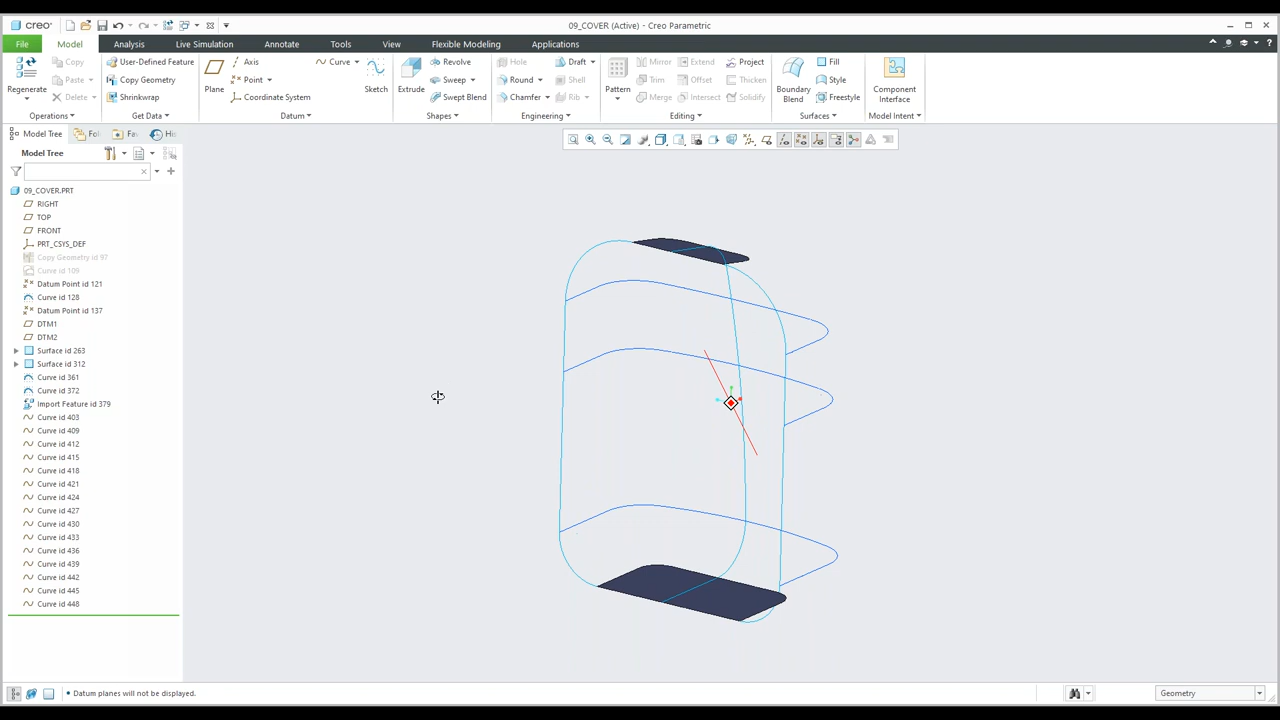 creo
09_COVER (Active) - Creo Parametric
File Model Analysis Live Simulation Annotate Tools View Flexible Modeling Applications
Regenerate
Copy
Paste
Delete
Operations
User-Defined Feature
Copy Geometry
Shrinkwrap
Get Data
Plane
Axis
Point
Coordinate System
Curve
Sketch
Datum
Extrude
Revolve
Sweep
Swept Blend
Shapes
Hole
Round
Chamfer
Draft
Shell
Rib
Engineering
Pattern
Mirror
Trim
Merge
Extend
Offset
Intersect
Project
Thicken
Solidify
Editing
Boundary
Blend
Fill
Style
Freestyle
Surfaces
Component
Interface
Model Intent
Model Tree Fol Fa His
Model Tree
09_COVER.PRT
RIGHT
TOP
FRONT
PRT_CSYS_DEF
Copy Geometry id 97
Curve id 109
Datum Point id 121
Curve id 128
Datum Point id 137
DTM1
DTM2
Surface id 263
Surface id 312
Curve id 361
Curve id 372
Import Feature id 379
Curve id 403
Curve id 409
Curve id 412
Curve id 415
Curve id 418
Curve id 421
Curve id 424
Curve id 427
Curve id 430
Curve id 433
Curve id 436
Curve id 439
Curve id 442
Curve id 445
Curve id 448
• Datum planes will not be displayed.
Geometry